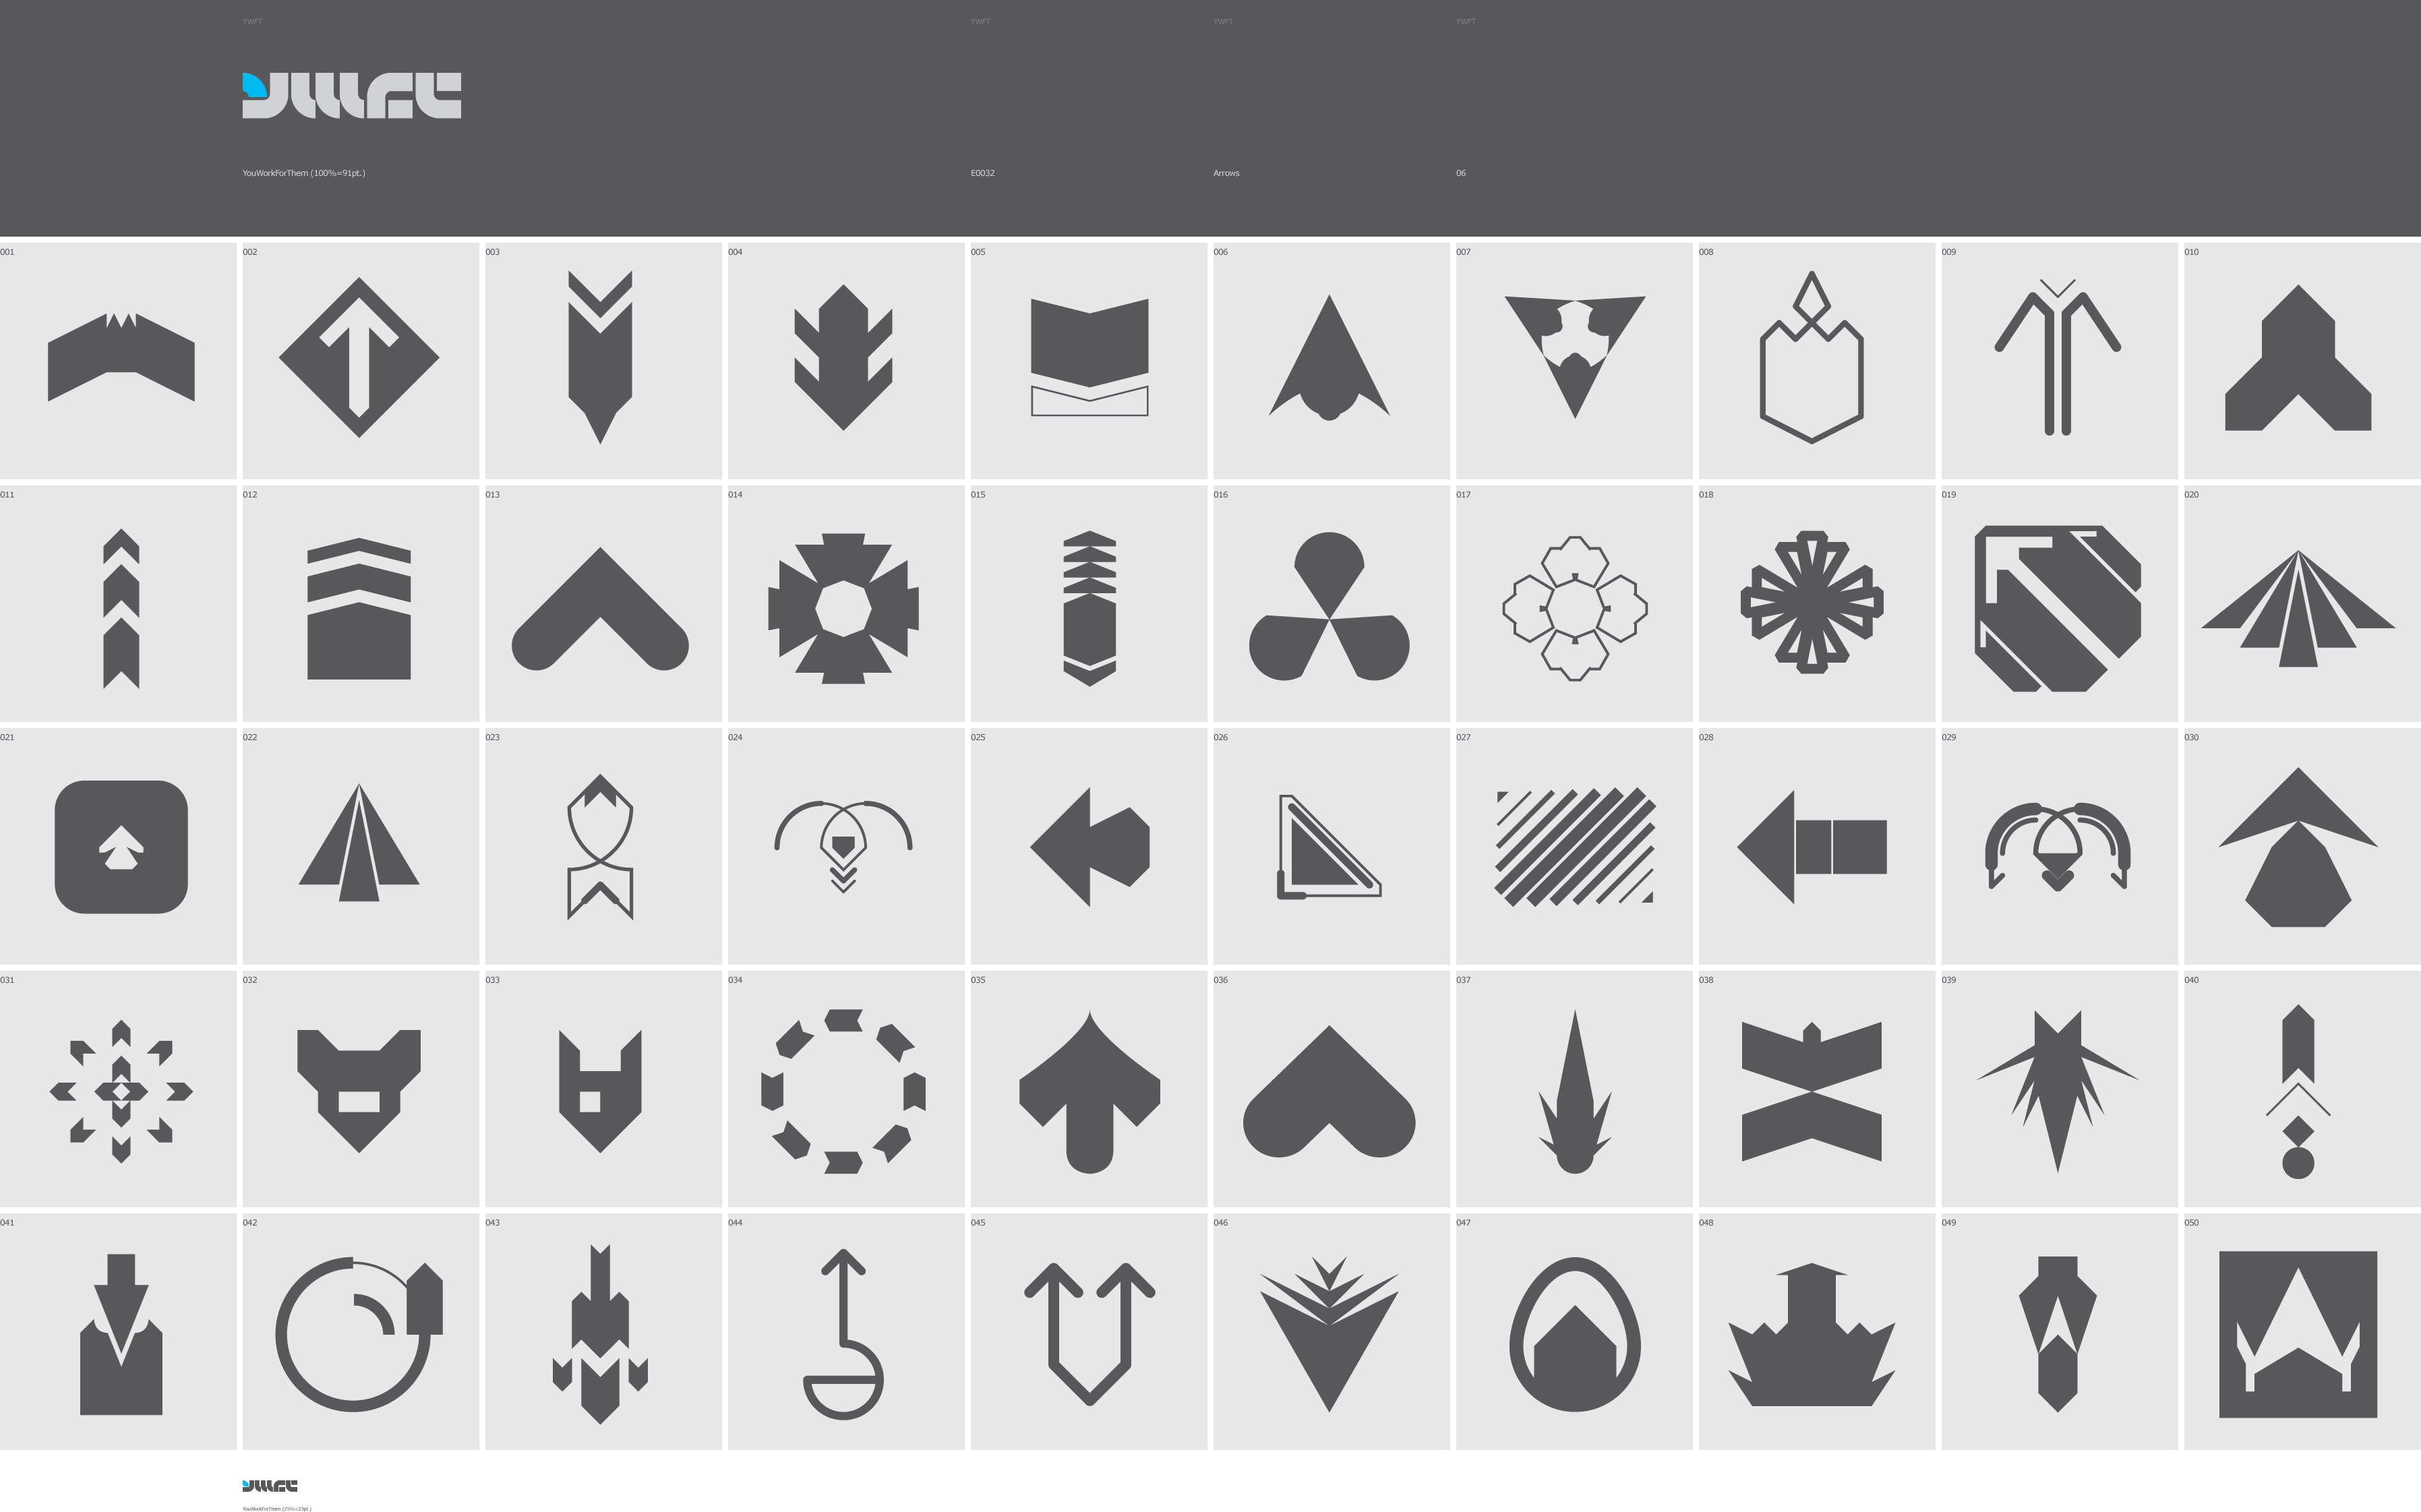 YWFT YWFT YWFT YWFT
YWFT
YouWorkForThem (100%=91pt.) E0032 Arrows 06
001 002 003 004 005 006 007 008 009 010
011 012 013 014 015 016 017 018 019 020
021 022 023 024 025 026 027 028 029 030
031 032 033 034 035 036 037 038 039 040
041 042 043 044 045 046 047 048 049 050
YWFT
YouWorkForThem (25%=23pt.)